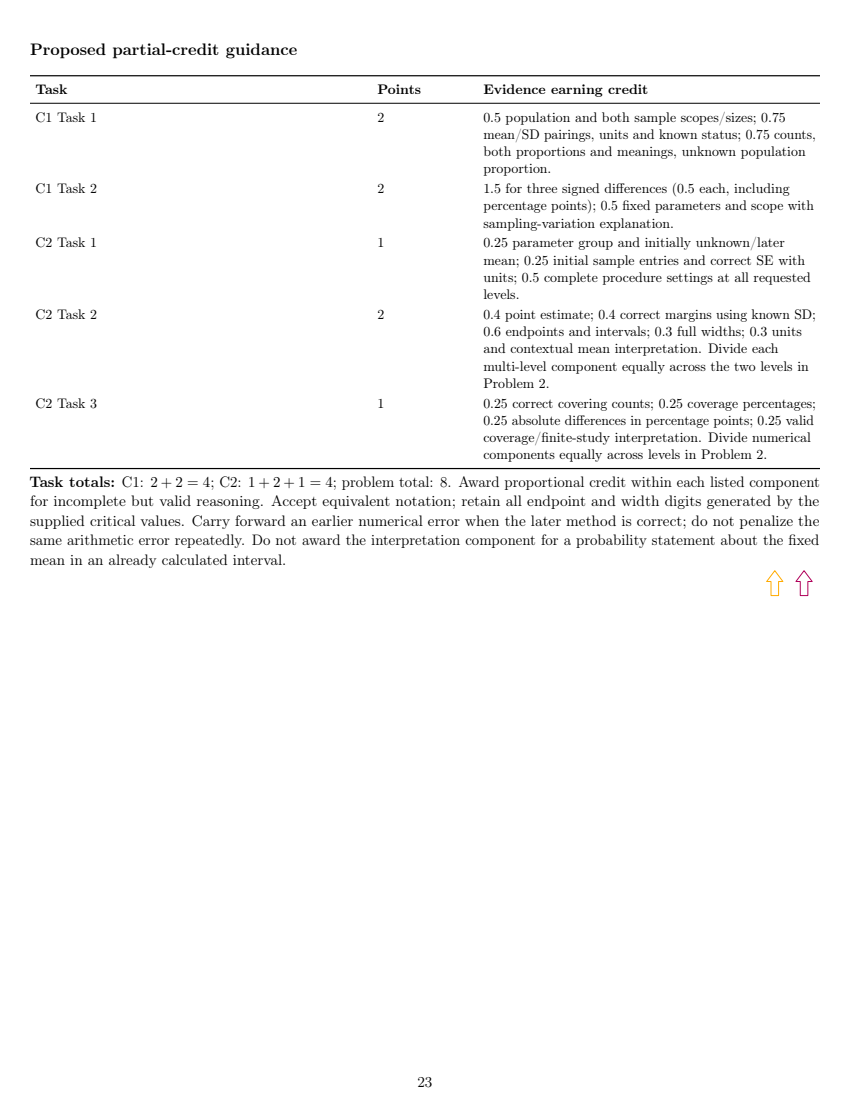 Proposed partial-credit guidance
Task Points Evidence earning credit
C1 Task 1 2 0.5 population and both sample scopes/sizes; 0.75
mean/SD pairings, units and known status; 0.75 counts,
both proportions and meanings, unknown population
proportion.
C1 Task 2 2 1.5 for three signed differences (0.5 each, including
percentage points); 0.5 fixed parameters and scope with
sampling-variation explanation.
C2 Task 1 1 0.25 parameter group and initially unknown/later
mean; 0.25 initial sample entries and correct SE with
units; 0.5 complete procedure settings at all requested
levels.
C2 Task 2 2 0.4 point estimate; 0.4 correct margins using known SD;
0.6 endpoints and intervals; 0.3 full widths; 0.3 units
and contextual mean interpretation. Divide each
multi-level component equally across the two levels in
Problem 2.
C2 Task 3 1 0.25 correct covering counts; 0.25 coverage percentages;
0.25 absolute differences in percentage points; 0.25 valid
coverage/finite-study interpretation. Divide numerical
components equally across levels in Problem 2.
Task totals: C1: 2 + 2 = 4; C2: 1 + 2 + 1 = 4; problem total: 8. Award proportional credit within each listed component
for incomplete but valid reasoning. Accept equivalent notation; retain all endpoint and width digits generated by the
supplied critical values. Carry forward an earlier numerical error when the later method is correct; do not penalize the
same arithmetic error repeatedly. Do not award the interpretation component for a probability statement about the fixed
mean in an already calculated interval.
23